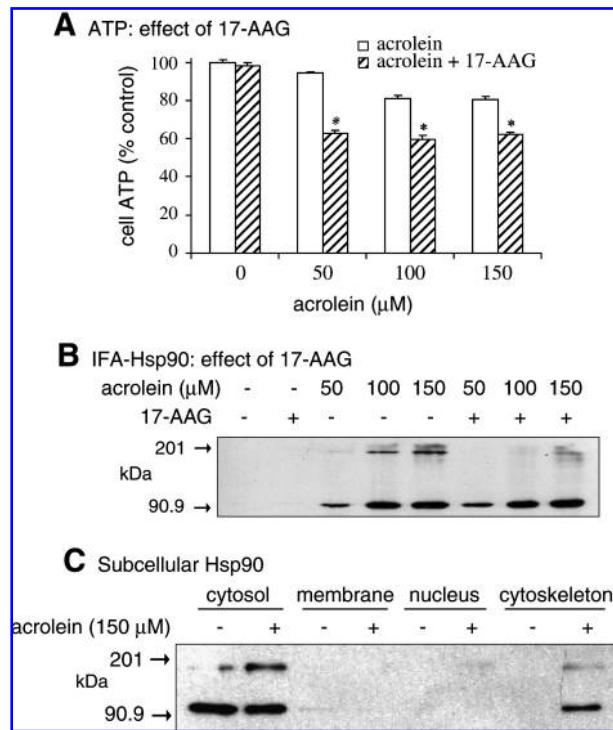 A ATP: effect of 17-AAG
acrolein
acrolein + 17-AAG
cell ATP (% control)
100
80
60
40
20
0
* * *
0 50 100 150
acrolein (μM)
B IFA-Hsp90: effect of 17-AAG
acrolein (μM) - - 50 100 150 50 100 150
17-AAG - + - - - + + +
201 →
kDa
90.9 →
C Subcellular Hsp90
cytosol membrane nucleus cytoskeleton
acrolein (150 μM) - + - + - + - +
201 →
kDa
90.9 →